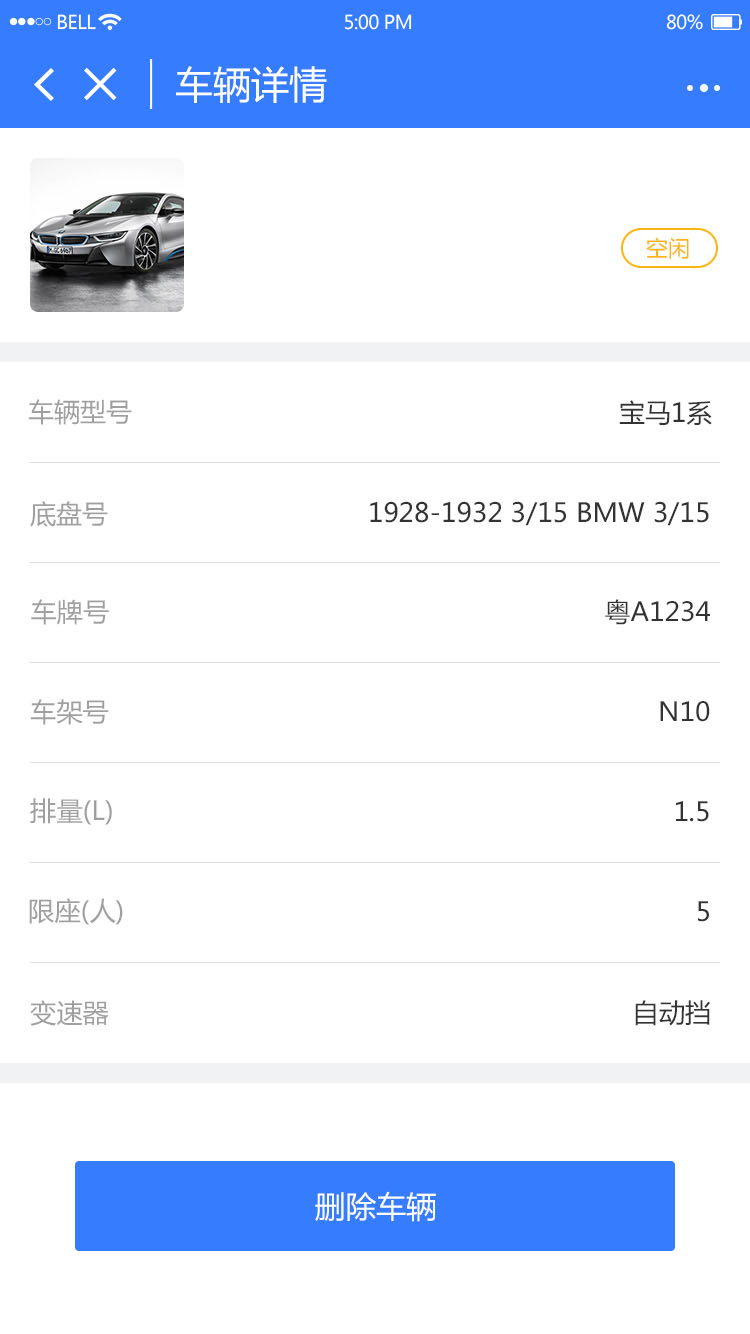 BELL 5:00 PM 80%
车辆详情
空闲
车辆型号 宝马1系
底盘号 1928-1932 3/15 BMW 3/15
车牌号 粤A1234
车架号 N10
排量(L) 1.5
限座(人) 5
变速器 自动挡
删除车辆